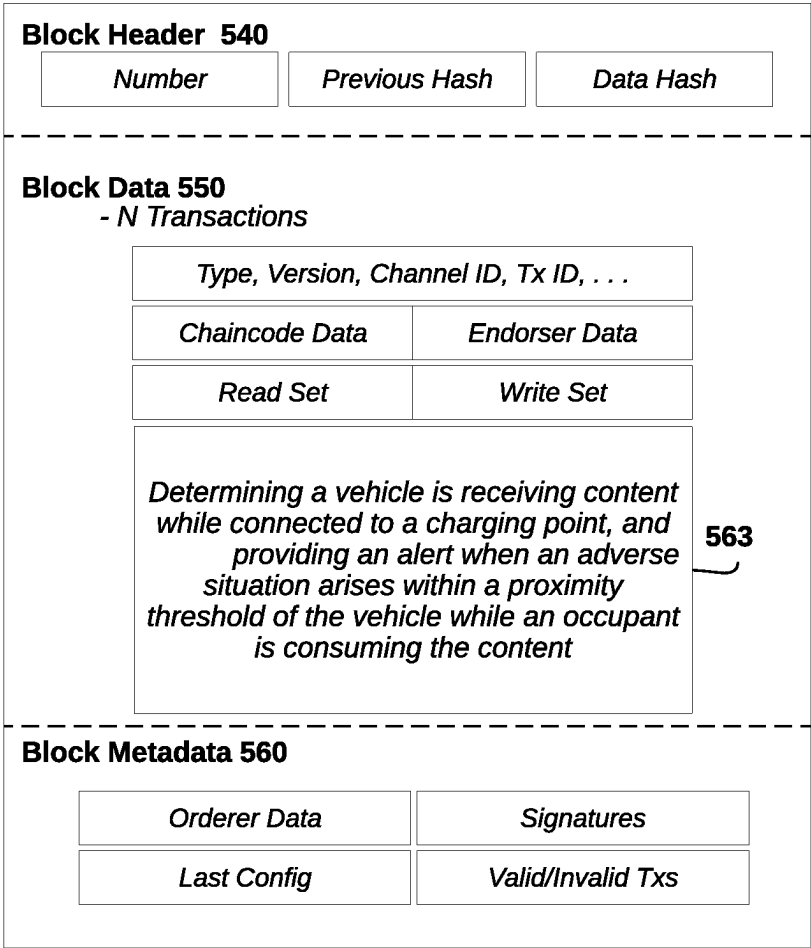 Block Header 540
Number Previous Hash Data Hash
Block Data 550
- N Transactions
Type, Version, Channel ID, Tx ID, . . .
Chaincode Data Endorser Data
Read Set Write Set
Determining a vehicle is receiving content
while connected to a charging point, and
providing an alert when an adverse
situation arises within a proximity
threshold of the vehicle while an occupant
is consuming the content
563
Block Metadata 560
Orderer Data Signatures
Last Config Valid/Invalid Txs